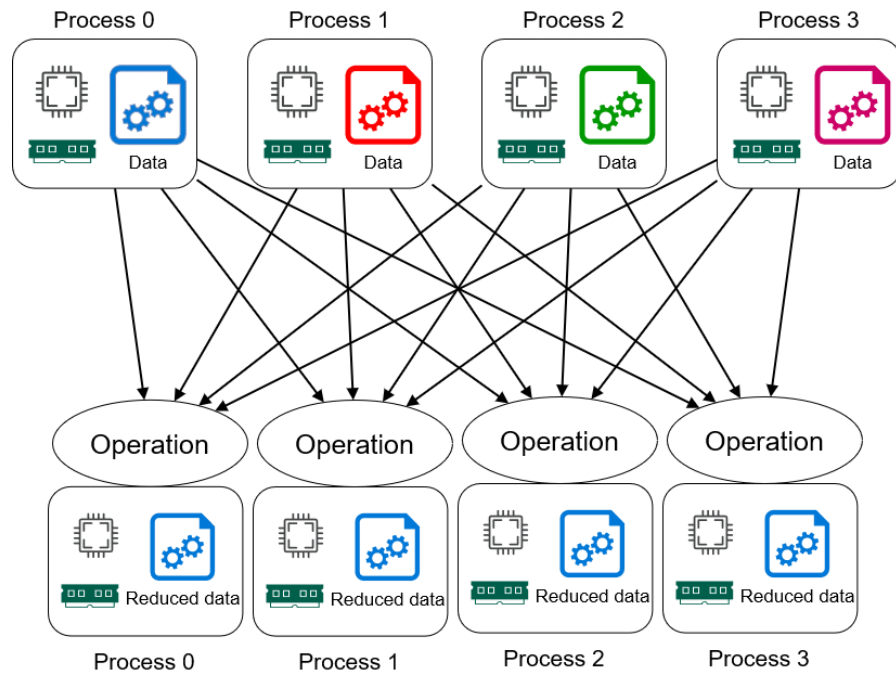 Process 0
Process 1
Process 2
Process 3
Data
Data
Data
Data
Operation
Operation
Operation
Operation
Reduced data
Reduced data
Reduced data
Reduced data
Process 0
Process 1
Process 2
Process 3